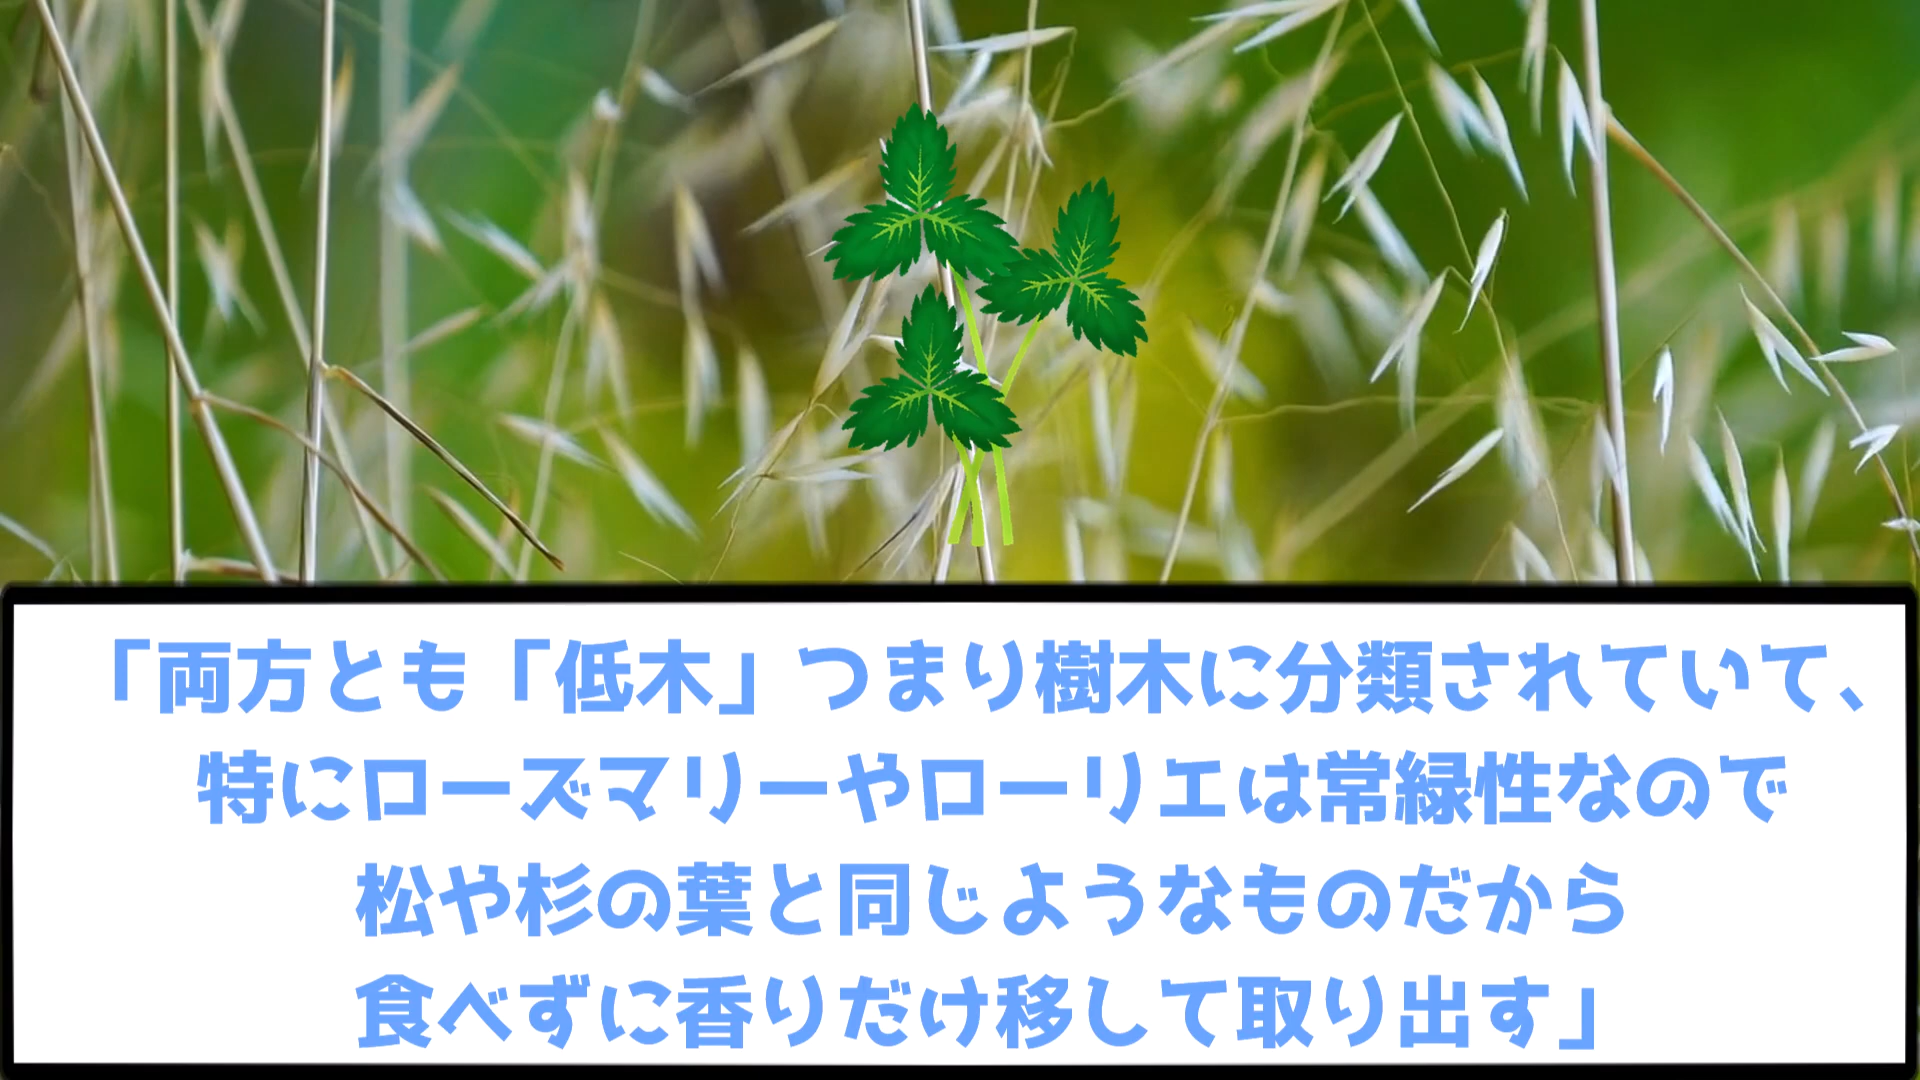 「両方とも「低木」つまり樹木に分類されていて、
特にローズマリーやローリエは常緑性なので
松や杉の葉と同じようなものだから
食べずに香りだけ移して取り出す」